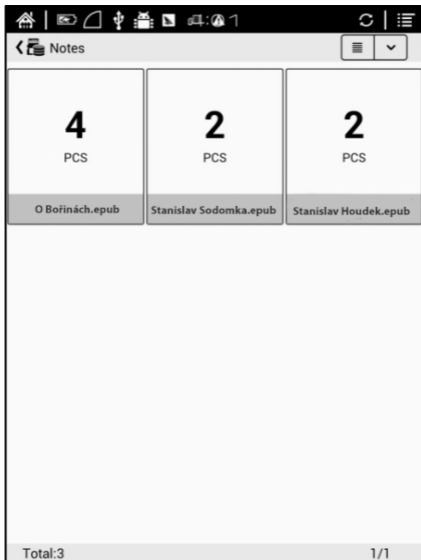 Notes
4
PCS
O Bořinách.epub
2
PCS
Stanislav Sodomka.epub
2
PCS
Stanislav Houdek.epub
Total:3 1/1